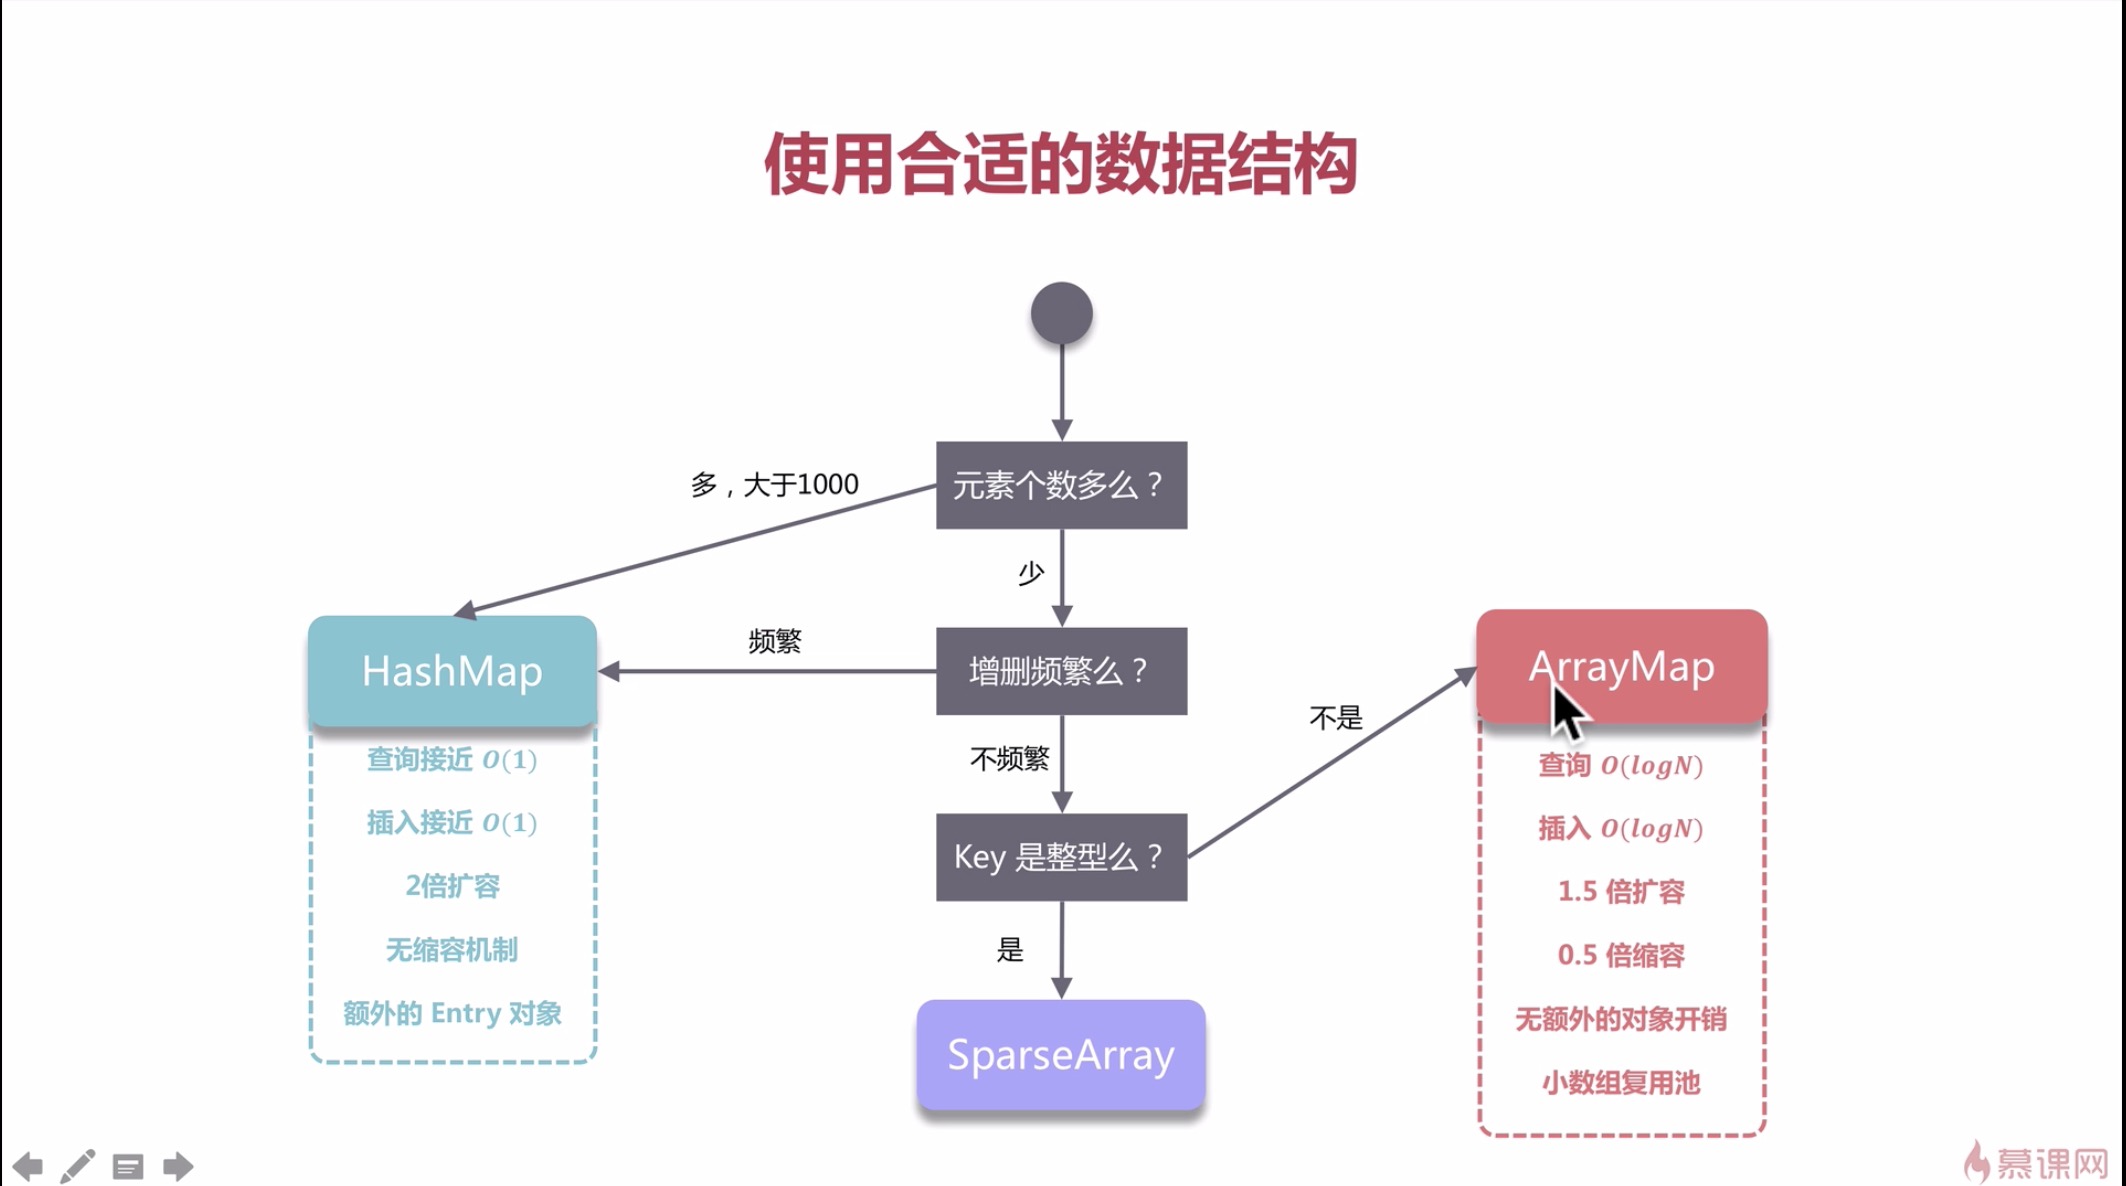 使用合适的数据结构
元素个数多么？
多，大于1000
少
HashMap
频繁
增删频繁么？
ArrayMap
不是
不频繁
Key 是整型么？
是
SparseArray
查询接近 O(1)
插入接近 O(1)
2倍扩容
无缩容机制
额外的 Entry 对象
查询 O(logN)
插入 O(logN)
1.5 倍扩容
0.5 倍缩容
无额外的对象开销
小数组复用池
慕课网